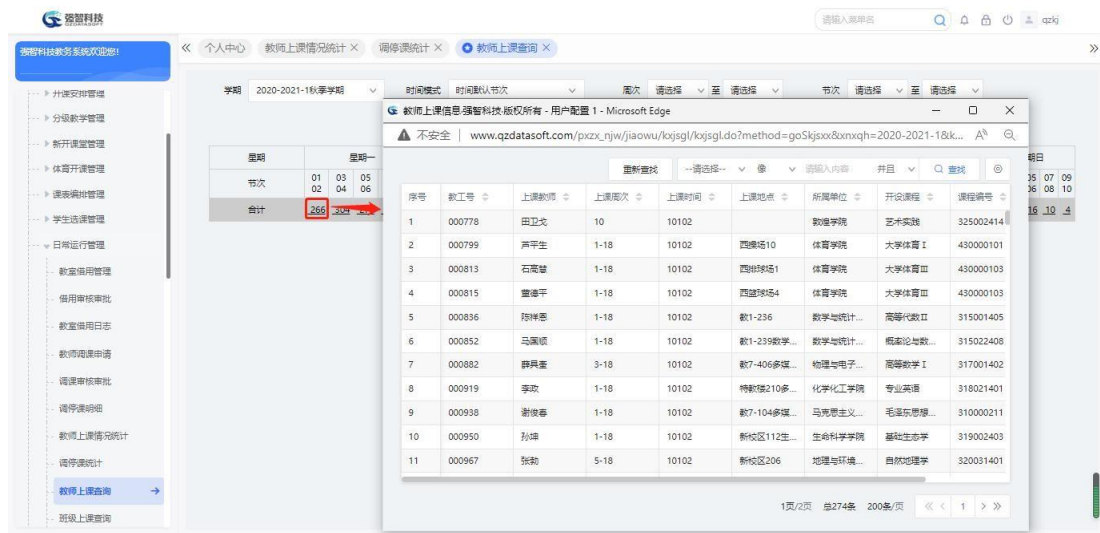 强智科技
请输入菜单名
qzkj
强智科技教务系统欢迎您!
个人中心 教师上课情况统计 × 调停课统计 × 教师上课查询 ×
开课安排管理
分级教学管理
新开课堂管理
体育开课管理
课表编排管理
学生选课管理
日常运行管理
教室借用管理
借用审核审批
教室借用日志
教师调课申请
调课审核审批
调停课明细
教师上课情况统计
调停课统计
教师上课查询
班级上课查询
学期 2020-2021-1秋季学期 时间模式 时间默认节次 周次 请选择 至 请选择 节次 请选择 至 请选择
星期 星期一
节次 01 03 05
02 04 06
合计 266 304
期日
05 07 09
06 08 10
16 10 4
教师上课信息-强智科技-版权所有 - 用户配置 1 - Microsoft Edge
不安全 | www.qzdatasoft.com/pxzx_njw/jiaowu/kxjsgl/kxjsgl.do?method=goSkjsxx&xnxqh=2020-2021-1&k...
重新查找 --请选择-- 像 请输入内容 并且 查找
序号 教工号 上课教师 上课周次 上课时间 上课地点 所属单位 开设课程 课程编号
1 000778 田卫戈 10 10102 敦煌学院 艺术实践 325002414
2 000799 芦平生 1-18 10102 西操场10 体育学院 大学体育Ⅰ 430000101
3 000813 石高慧 1-18 10102 西排球场1 体育学院 大学体育Ⅲ 430000103
4 000815 董德平 1-18 10102 西篮球场4 体育学院 大学体育Ⅲ 430000103
5 000836 陈祥恩 1-18 10102 教1-236 数学与统计... 高等代数Ⅱ 315001405
6 000852 马国顺 1-18 10102 教1-239数学... 数学与统计... 概率论与数... 315022408
7 000882 薛具奎 3-18 10102 教7-406多媒... 物理与电子... 高等数学Ⅰ 317001402
8 000919 李政 1-18 10102 特教楼210多... 化学化工学院 专业英语 318021401
9 000938 谢俊春 1-18 10102 教7-104多媒... 马克思主义... 毛泽东思想... 310000211
10 000950 孙坤 1-18 10102 新校区112生... 生命科学学院 基础生态学 319002403
11 000967 张勃 5-18 10102 新校区206 地理与环境... 自然地理学 320031401
1页/2页 总274条 200条/页 1